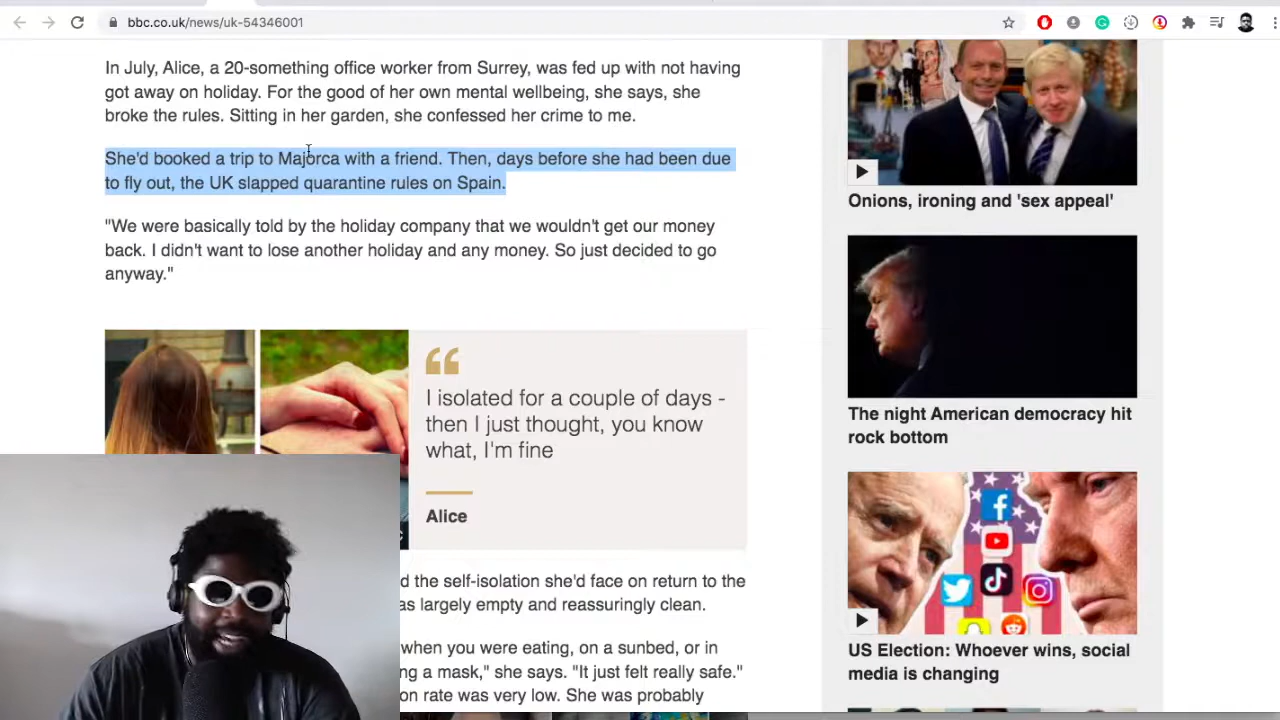 bbc.co.uk/news/uk-54346001
In July, Alice, a 20-something office worker from Surrey, was fed up with not having
got away on holiday. For the good of her own mental wellbeing, she says, she
broke the rules. Sitting in her garden, she confessed her crime to me.
She'd booked a trip to Majorca with a friend. Then, days before she had been due
to fly out, the UK slapped quarantine rules on Spain.
"We were basically told by the holiday company that we wouldn't get our money
back. I didn't want to lose another holiday and any money. So just decided to go
anyway."
I isolated for a couple of days -
then I just thought, you know
what, I'm fine
Alice
d the self-isolation she'd face on return to the
as largely empty and reassuringly clean.
when you were eating, on a sunbed, or in
ng a mask," she says. "It just felt really safe."
on rate was very low. She was probably
Onions, ironing and 'sex appeal'
The night American democracy hit
rock bottom
US Election: Whoever wins, social
media is changing